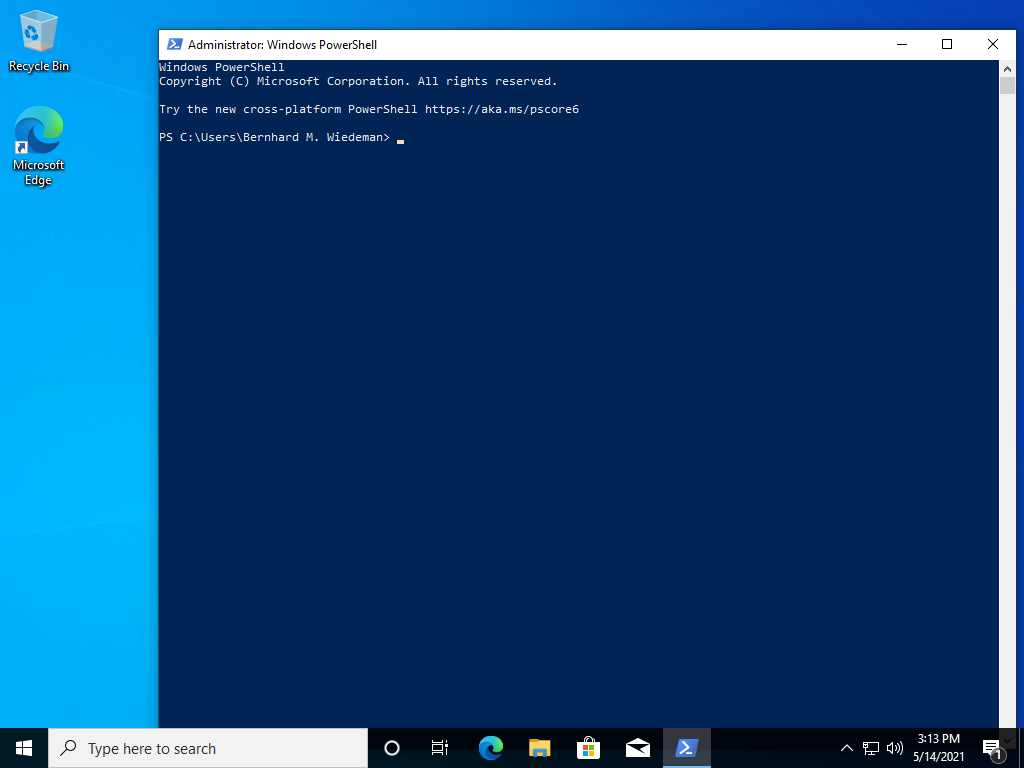 Recycle Bin
Microsoft
Edge
Administrator: Windows PowerShell
Windows PowerShell
Copyright (C) Microsoft Corporation. All rights reserved.
Try the new cross-platform PowerShell https://aka.ms/pscore6
PS C:\Users\Bernhard M. Wiedeman>
Type here to search
3:13 PM
5/14/2021
1